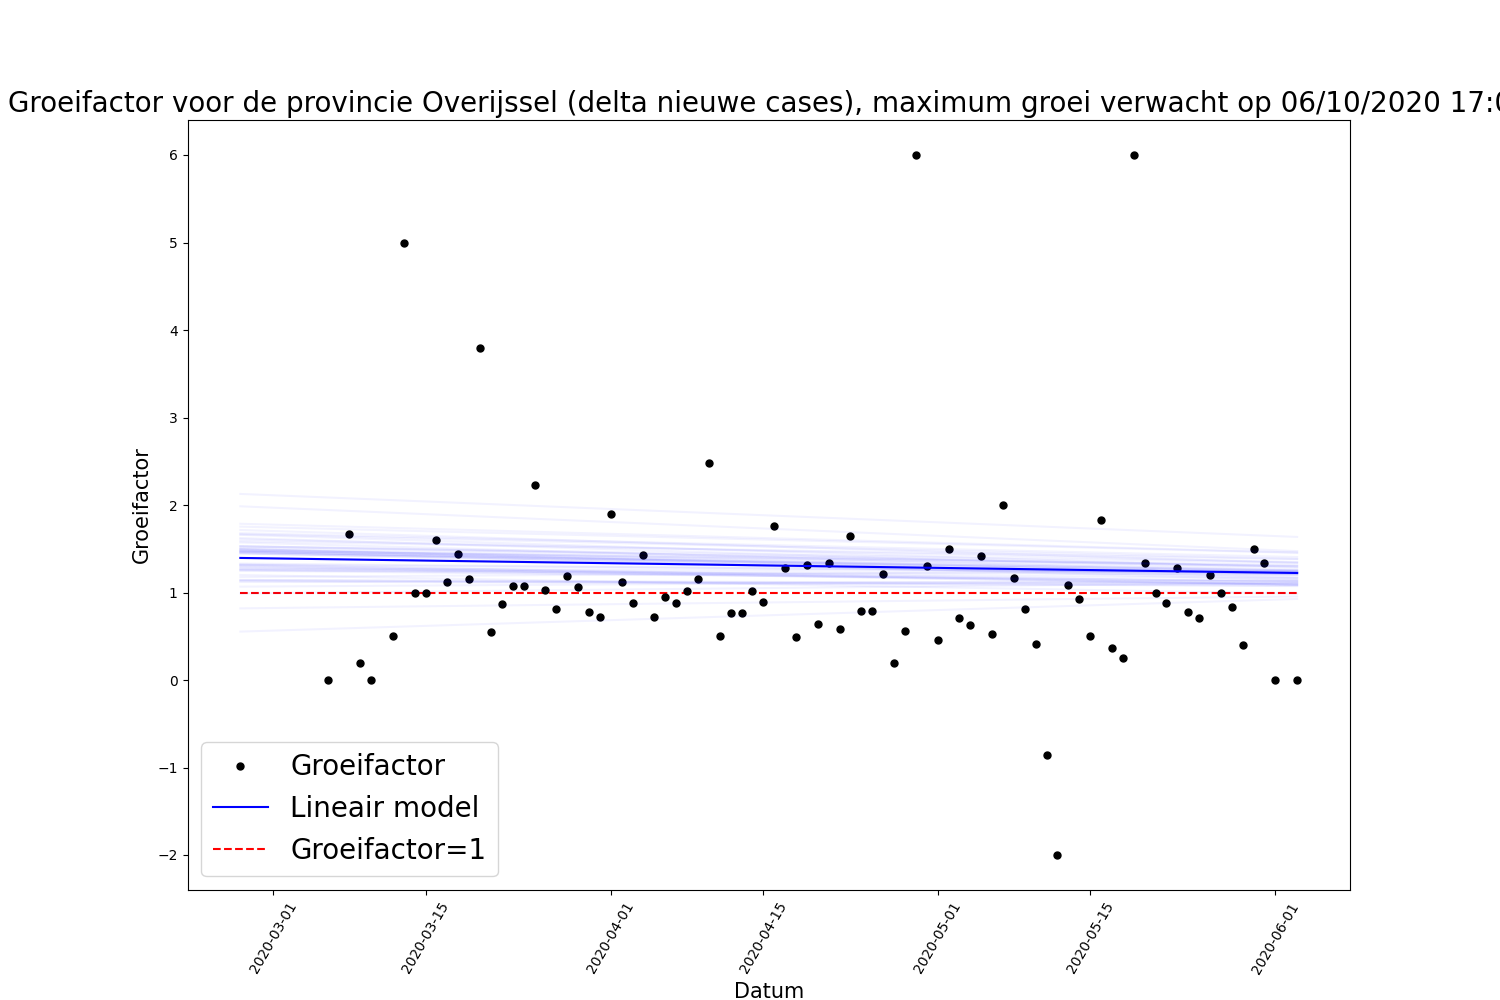 Groeifactor voor de provincie Overijssel (delta nieuwe cases), maximum groei verwacht op 06/10/2020
6
5
4
3
2
1
0
−1
−2
Groeifactor
Groeifactor
Lineair model
Groeifactor=1
2020-03-01
2020-03-15
2020-04-01
2020-04-15
2020-05-01
2020-05-15
2020-06-01
Datum